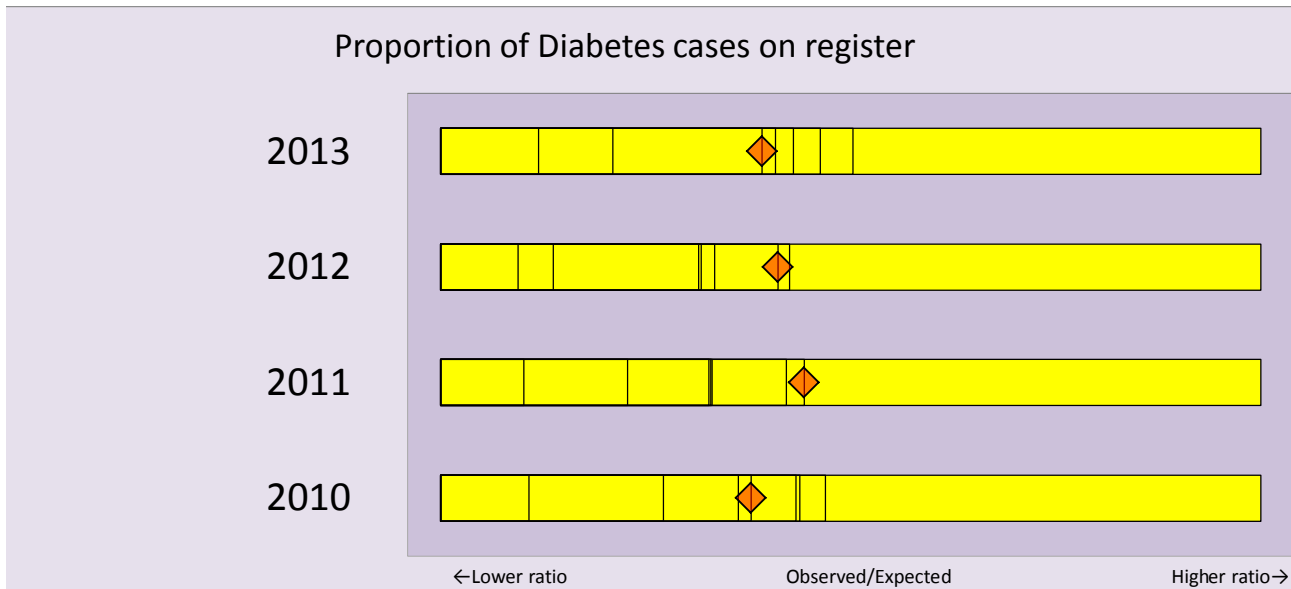 Proportion of Diabetes cases on register
2013
2012
2011
2010
←Lower ratio Observed/Expected Higher ratio→